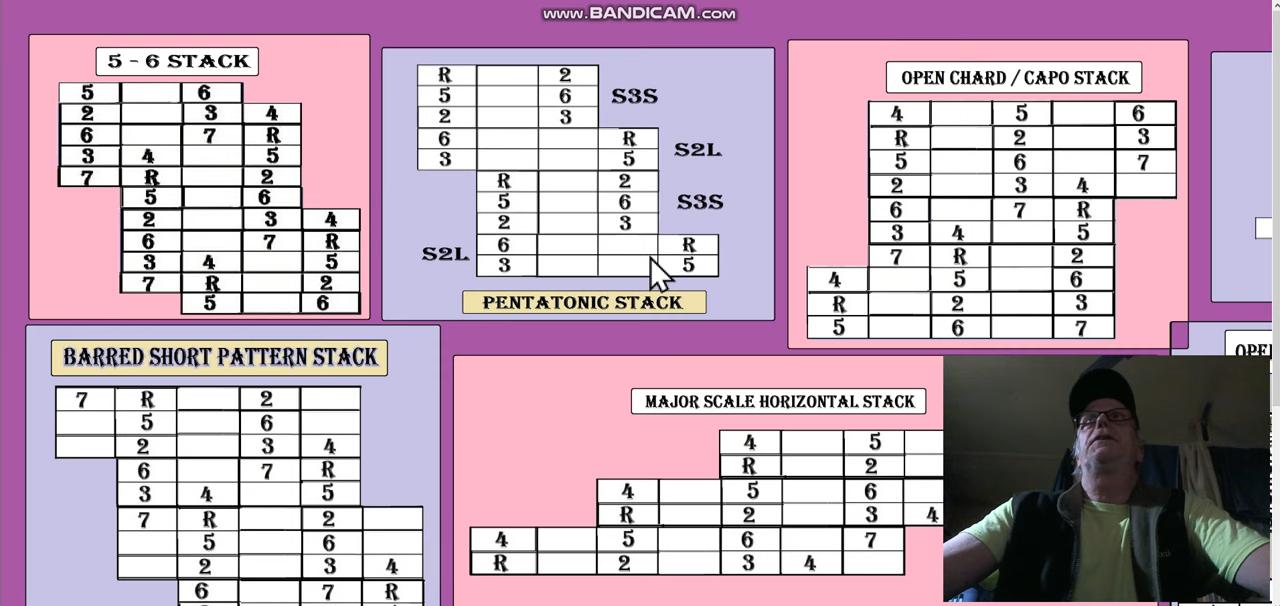 www.BANDICAM.com
5 - 6 STACK
5 6
2 3 4
6 7 R
3 4 5
7 R 2
5 6
2 3 4
6 7 R
3 4 5
7 R 2
5 6
R 2
5 6 S3S
2 3
6 R
3 5 S2L
R 2
5 6 S3S
2 3
6 R
S2L 3 5
PENTATONIC STACK
OPEN CHARD / CAPO STACK
4 5 6
R 2 3
5 6 7
2 3 4
6 7 R
3 4 5
7 R 2
4 5 6
R 2 3
5 6 7
BARRED SHORT PATTERN STACK
7 R 2
5 6
2 3 4
6 7 R
3 4 5
7 R 2
5 6
2 3 4
6 7 R
MAJOR SCALE HORIZONTAL STACK
4 5
R 2
4 5 6
R 2 3 4
4 5 6 7
R 2 3 4